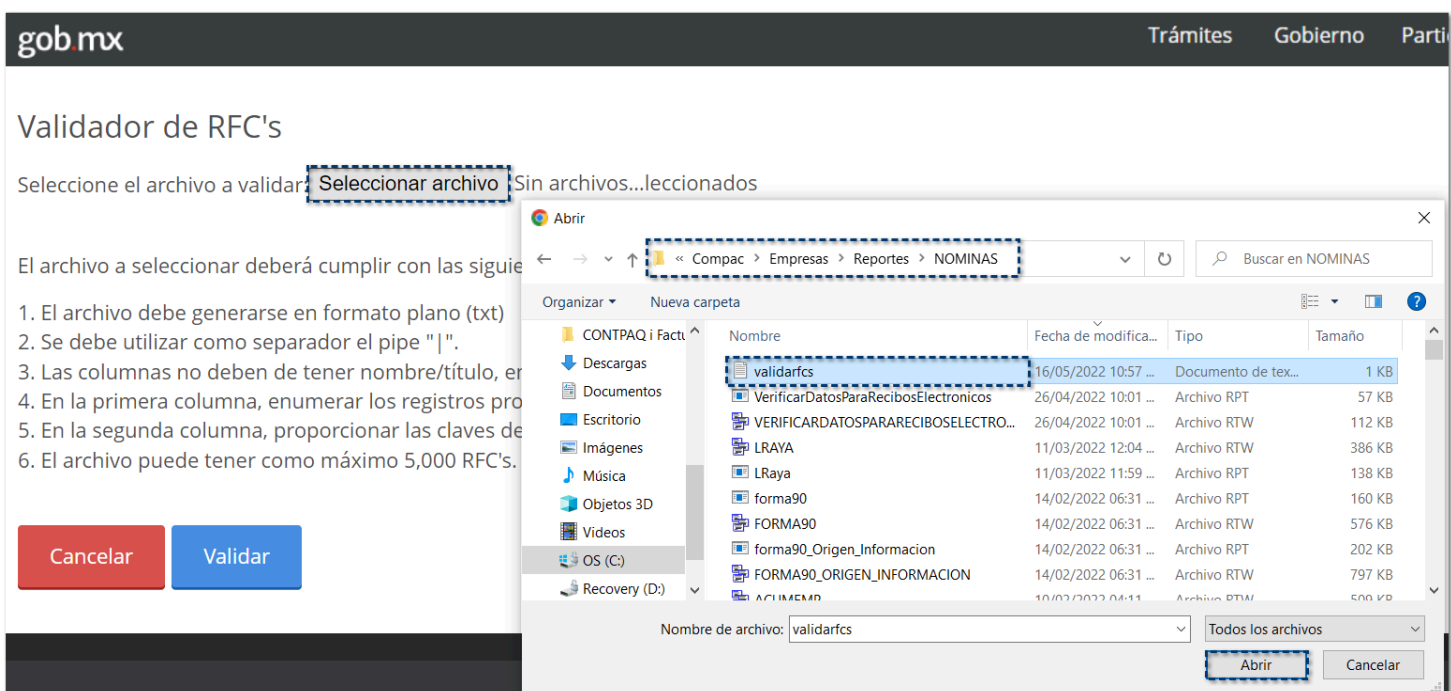 gob.mx
Trámites Gobierno Parti
Validador de RFC's
Seleccione el archivo a validar: Seleccionar archivo Sin archivos...leccionados
El archivo a seleccionar deberá cumplir con las siguie
1. El archivo debe generarse en formato plano (txt)
2. Se debe utilizar como separador el pipe "|".
3. Las columnas no deben de tener nombre/título, en
4. En la primera columna, enumerar los registros pro
5. En la segunda columna, proporcionar las claves de
6. El archivo puede tener como máximo 5,000 RFC's.
Cancelar Validar
Abrir
« Compac > Empresas > Reportes > NOMINAS
Buscar en NOMINAS
Organizar Nueva carpeta
CONTPAQ i Factu
Descargas
Documentos
Escritorio
Imágenes
Música
Objetos 3D
Videos
OS (C:)
Recovery (D:)
Nombre Fecha de modifica... Tipo Tamaño
validarfcs 16/05/2022 10:57 ... Documento de tex... 1 KB
VerificarDatosParaRecibosElectronicos 26/04/2022 10:01 ... Archivo RPT 57 KB
VERIFICARDATOSPARARECIBOSELECTRO... 26/04/2022 10:01 ... Archivo RTW 112 KB
LRAYA 11/03/2022 12:04 ... Archivo RTW 386 KB
LRaya 11/03/2022 11:59 ... Archivo RPT 138 KB
forma90 14/02/2022 06:31 ... Archivo RPT 160 KB
FORMA90 14/02/2022 06:31 ... Archivo RTW 576 KB
forma90_Origen_Informacion 14/02/2022 06:31 ... Archivo RPT 202 KB
FORMA90_ORIGEN_INFORMACION 14/02/2022 06:31 ... Archivo RTW 797 KB
ACUMEMP 10/02/2022 04:11 Archivo RTW 509 KB
Nombre de archivo: validarfcs Todos los archivos
Abrir Cancelar